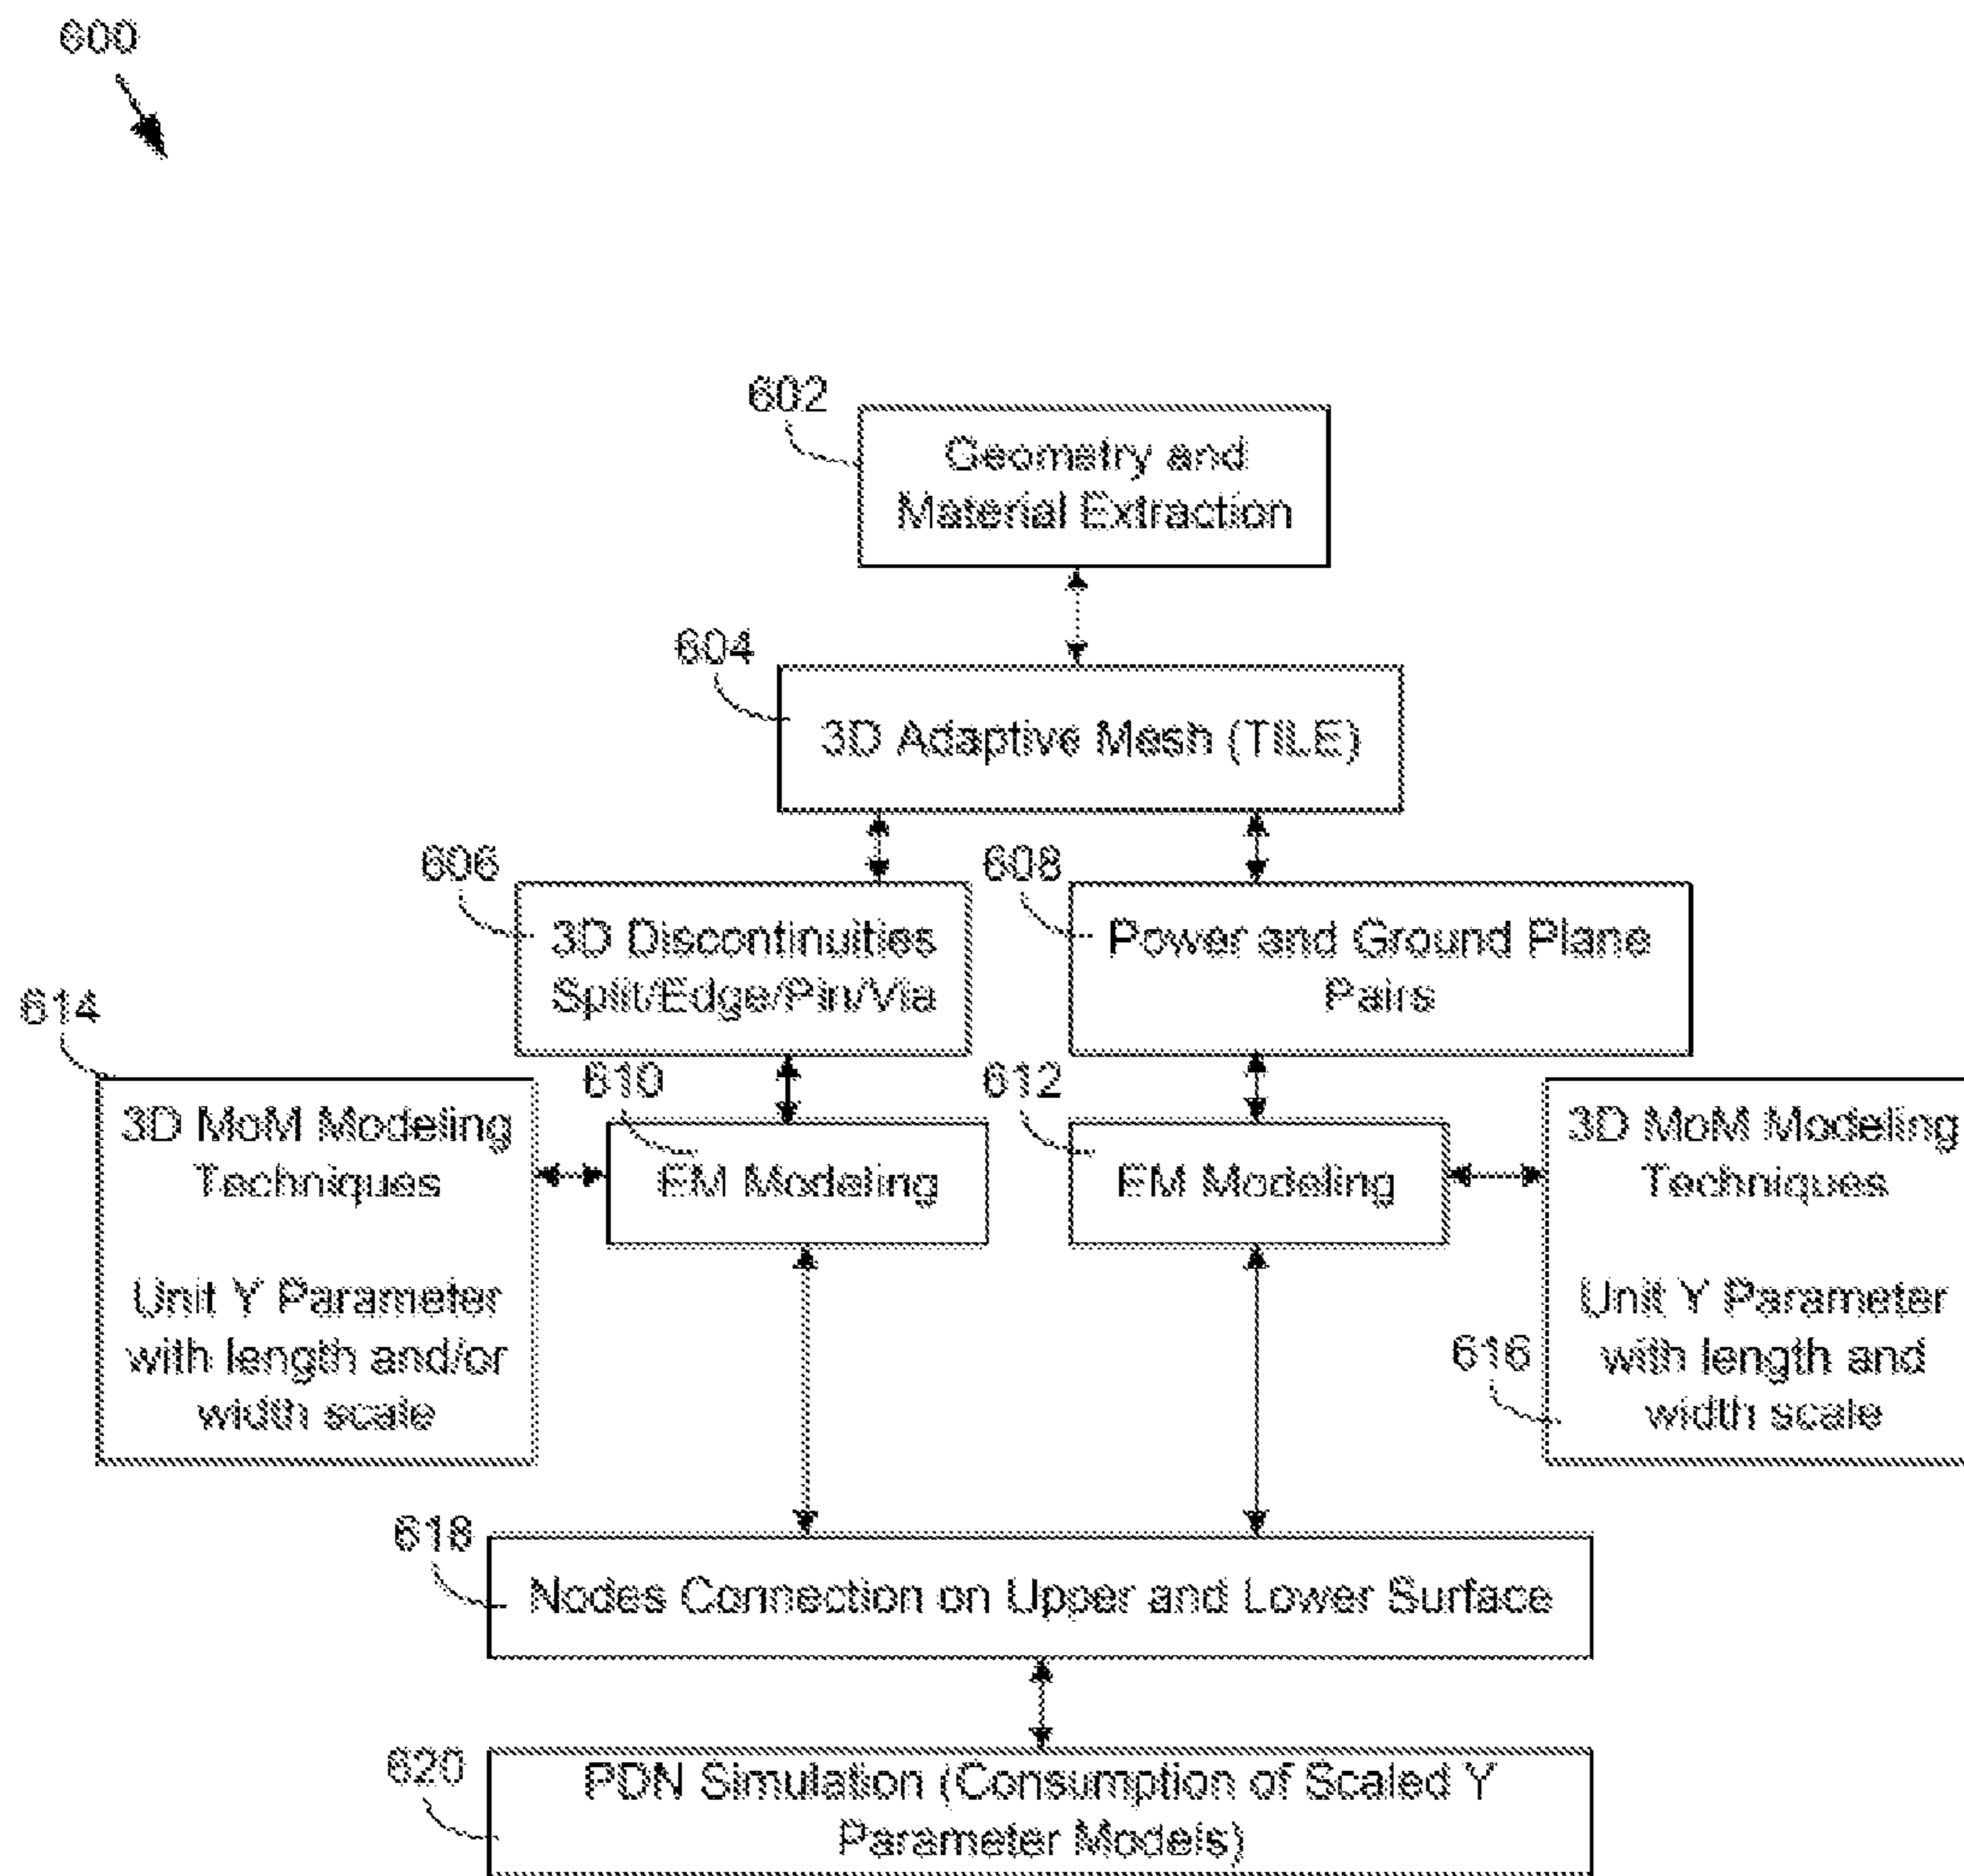 600
602
Geometry and
Material Extraction
604
3D Adaptive Mesh (TILE)
606
3D Discontinuities
Split/Edge/Pin/Via
608
Power and Ground Plane
Pairs
614
3D MoM Modeling
Techniques
Unit Y Parameter
with length and/or
width scale
610
EM Modeling
612
EM Modeling
3D MoM Modeling
Techniques
Unit Y Parameter
with length and
width scale
616
618
Nodes Connection on Upper and Lower Surface
620
PDN Simulation (Consumption of Scaled Y
Parameter Models)